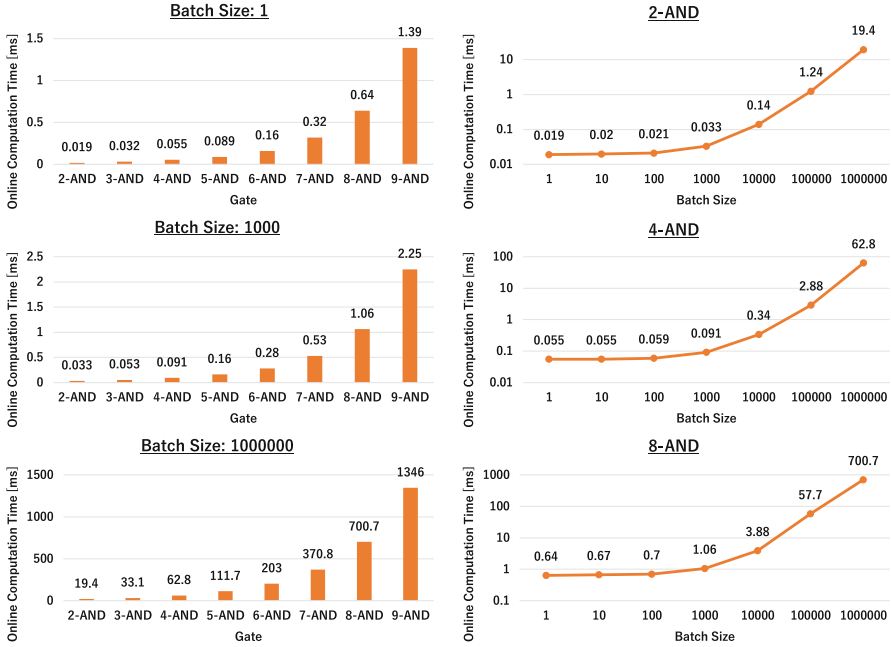 Batch Size: 1
Online Computation Time [ms]
1.5
1
0.5
0
0.019 0.032 0.055 0.089 0.16 0.32 0.64 1.39
2-AND 3-AND 4-AND 5-AND 6-AND 7-AND 8-AND 9-AND
Gate
2-AND
Online Computation Time [ms]
10
1
0.1
0.01
0.019 0.02 0.021 0.033 0.14 1.24 19.4
1 10 100 1000 10000 100000 1000000
Batch Size
Batch Size: 1000
Online Computation Time [ms]
2.5
2
1.5
1
0.5
0
0.033 0.053 0.091 0.16 0.28 0.53 1.06 2.25
2-AND 3-AND 4-AND 5-AND 6-AND 7-AND 8-AND 9-AND
Gate
4-AND
Online Computation Time [ms]
100
10
1
0.1
0.01
0.055 0.055 0.059 0.091 0.34 2.88 62.8
1 10 100 1000 10000 100000 1000000
Batch Size
Batch Size: 1000000
Online Computation Time [ms]
1500
1000
500
0
19.4 33.1 62.8 111.7 203 370.8 700.7 1346
2-AND 3-AND 4-AND 5-AND 6-AND 7-AND 8-AND 9-AND
Gate
8-AND
Online Computation Time [ms]
1000
100
10
1
0.1
0.64 0.67 0.7 1.06 3.88 57.7 700.7
1 10 100 1000 10000 100000 1000000
Batch Size